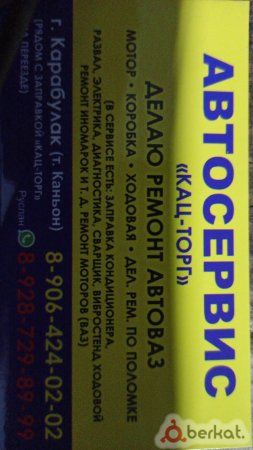 АВТОСЕРВИС
«КАЦ-ТОРГ»
ДЕЛАЮ РЕМОНТ АВТОВАЗ
МОТОР • КОРОБКА • ХОДОВАЯ • ДЕЛ. РЕМ. ПО ПОЛОМКЕ
(В СЕРВИСЕ ЕСТЬ: ЗАПРАВКА КОНДИЦИОНЕРА,
РАЗВАЛ, ЭЛЕКТРИКА, ДИАГНОСТИКА, СВАРЩИК, ВИБРОСТЕНД ХОДОВОЙ
РЕМОНТ ИНОМАРОК И Т. Д. РЕМОНТ МОТОРОВ (ВАЗ)
г. Карабулак (т. Каньон)
(РЯДОМ С. ЗАПРАВКОЙ «КАЦ-ТОРГ»
ПЕРЕЕЗДЕ)
8-906-424-02-02
Руслан 8-928-729-89-99
berkat.